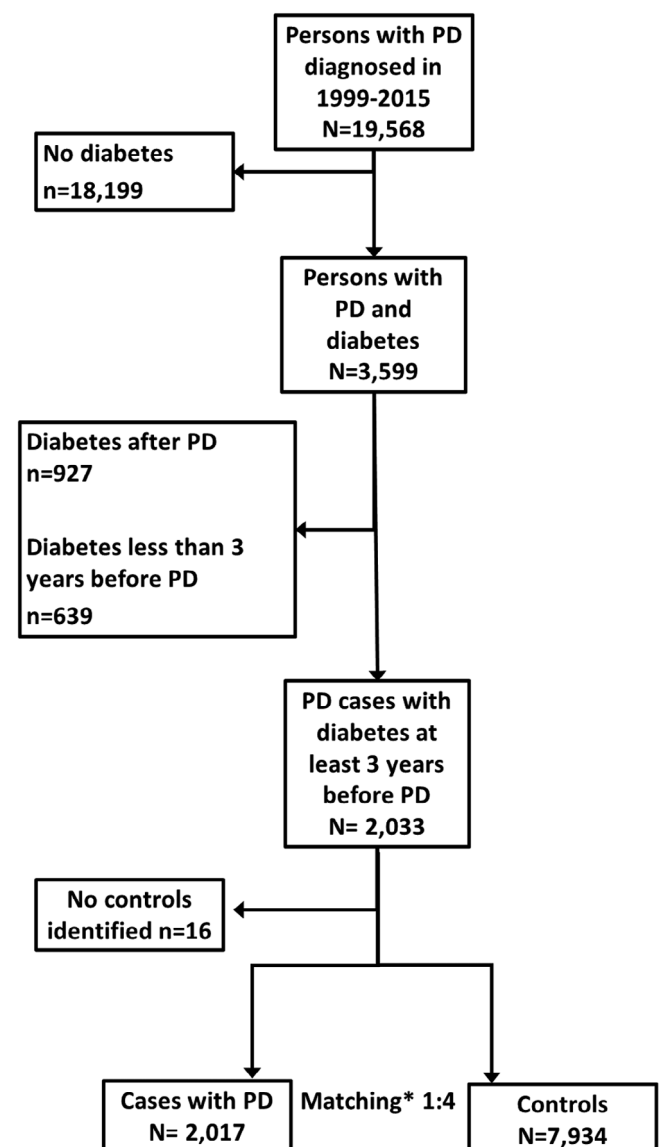 Persons with PD
diagnosed in
1999-2015
N=19,568
No diabetes
n=18,199
Persons with
PD and
diabetes
N=3,599
Diabetes after PD
n=927
Diabetes less than 3
years before PD
n=639
PD cases with
diabetes at
least 3 years
before PD
N= 2,033
No controls
identified n=16
Cases with PD
N= 2,017
Matching* 1:4
Controls
N=7,934